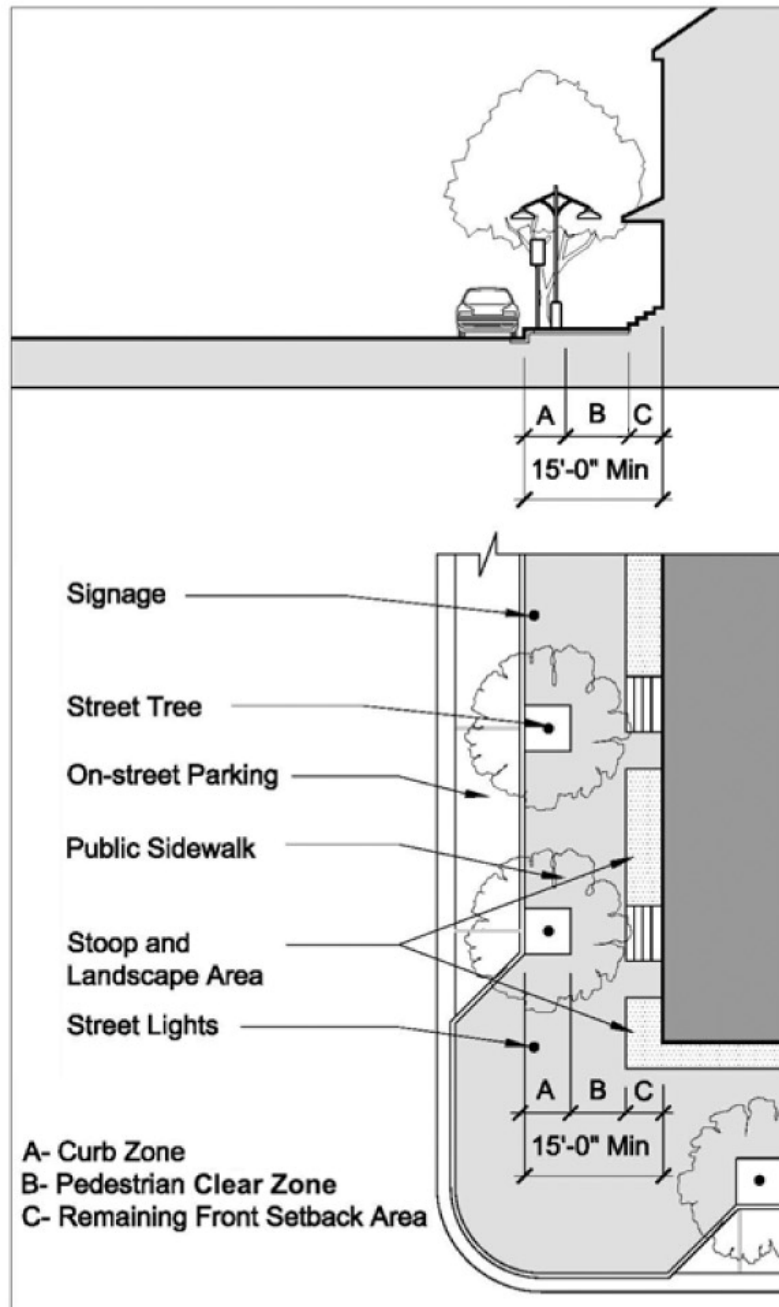 A B C
15'-0" Min
Signage
Street Tree
On-street Parking
Public Sidewalk
Stoop and
Landscape Area
Street Lights
A B C
15'-0" Min
A- Curb Zone
B- Pedestrian Clear Zone
C- Remaining Front Setback Area